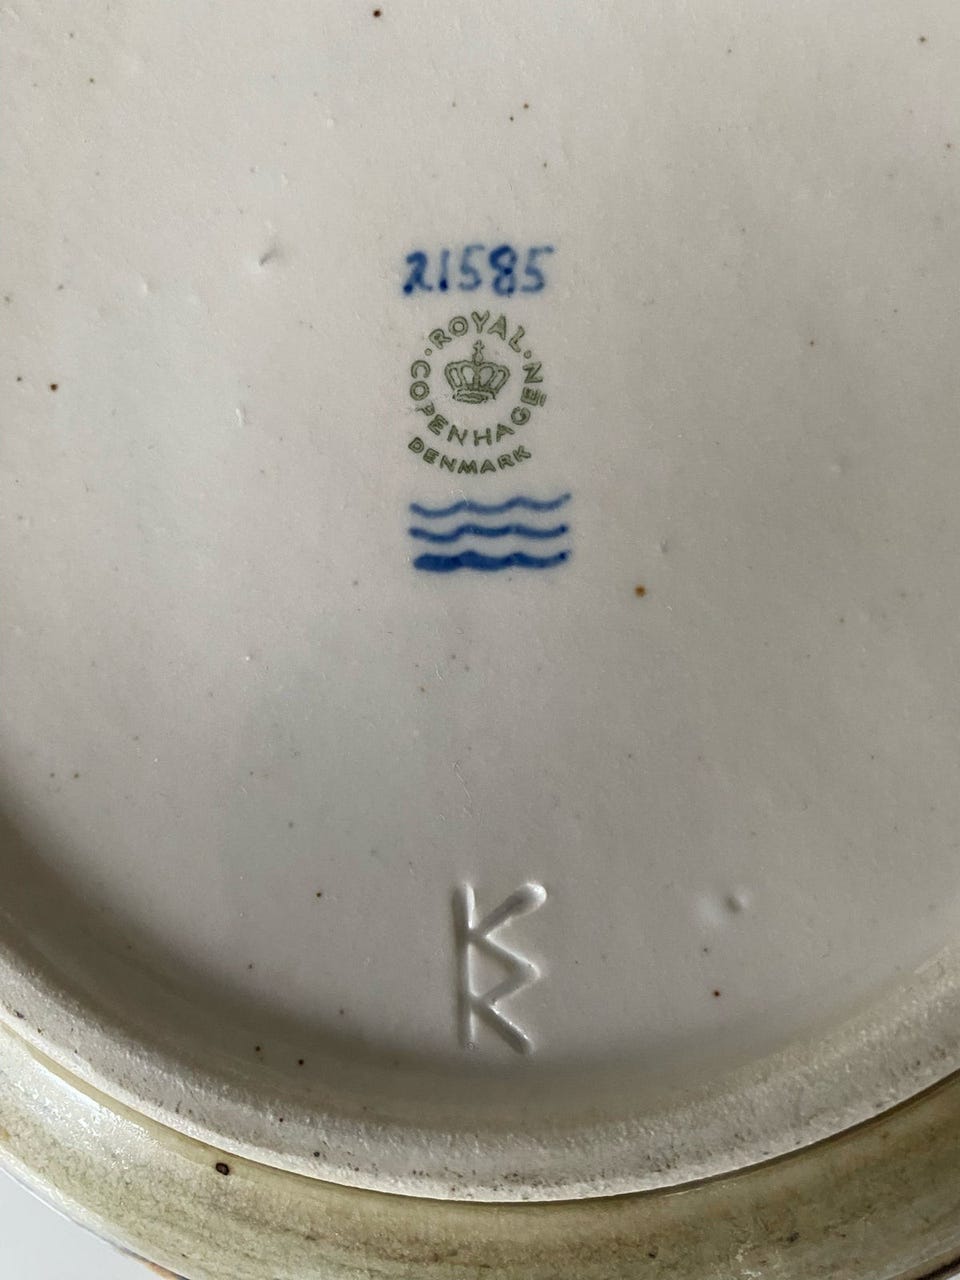 21585
ROYAL
COPENHAGEN
DENMARK